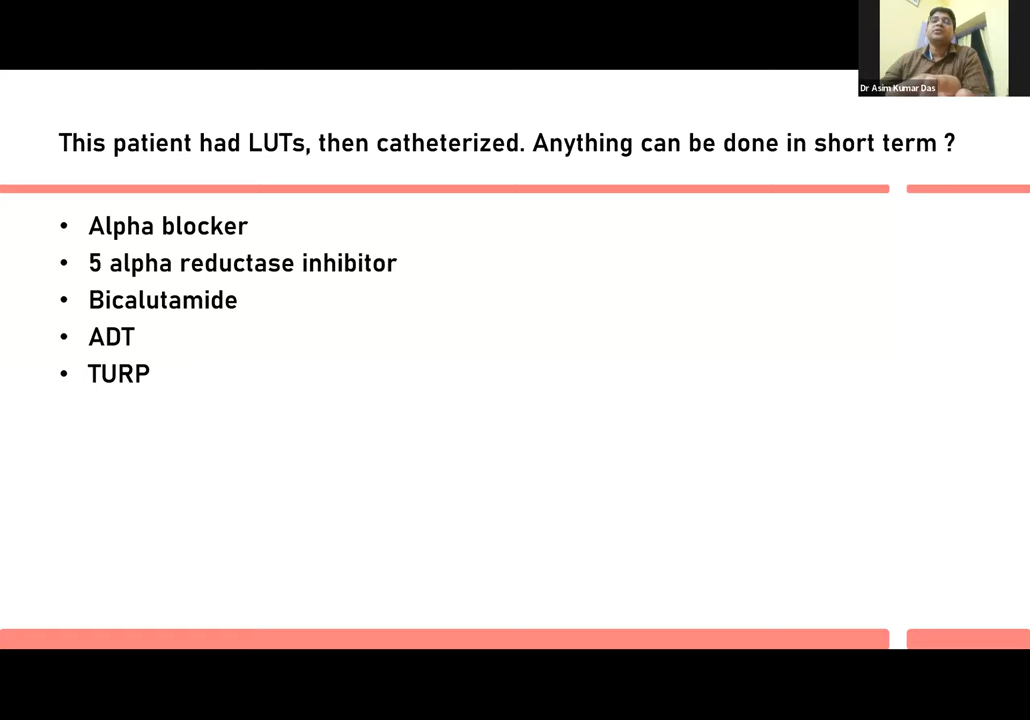 Dr Asim Kumar Das
This patient had LUTs, then catheterized. Anything can be done in short term ?
• Alpha blocker
• 5 alpha reductase inhibitor
• Bicalutamide
• ADT
• TURP